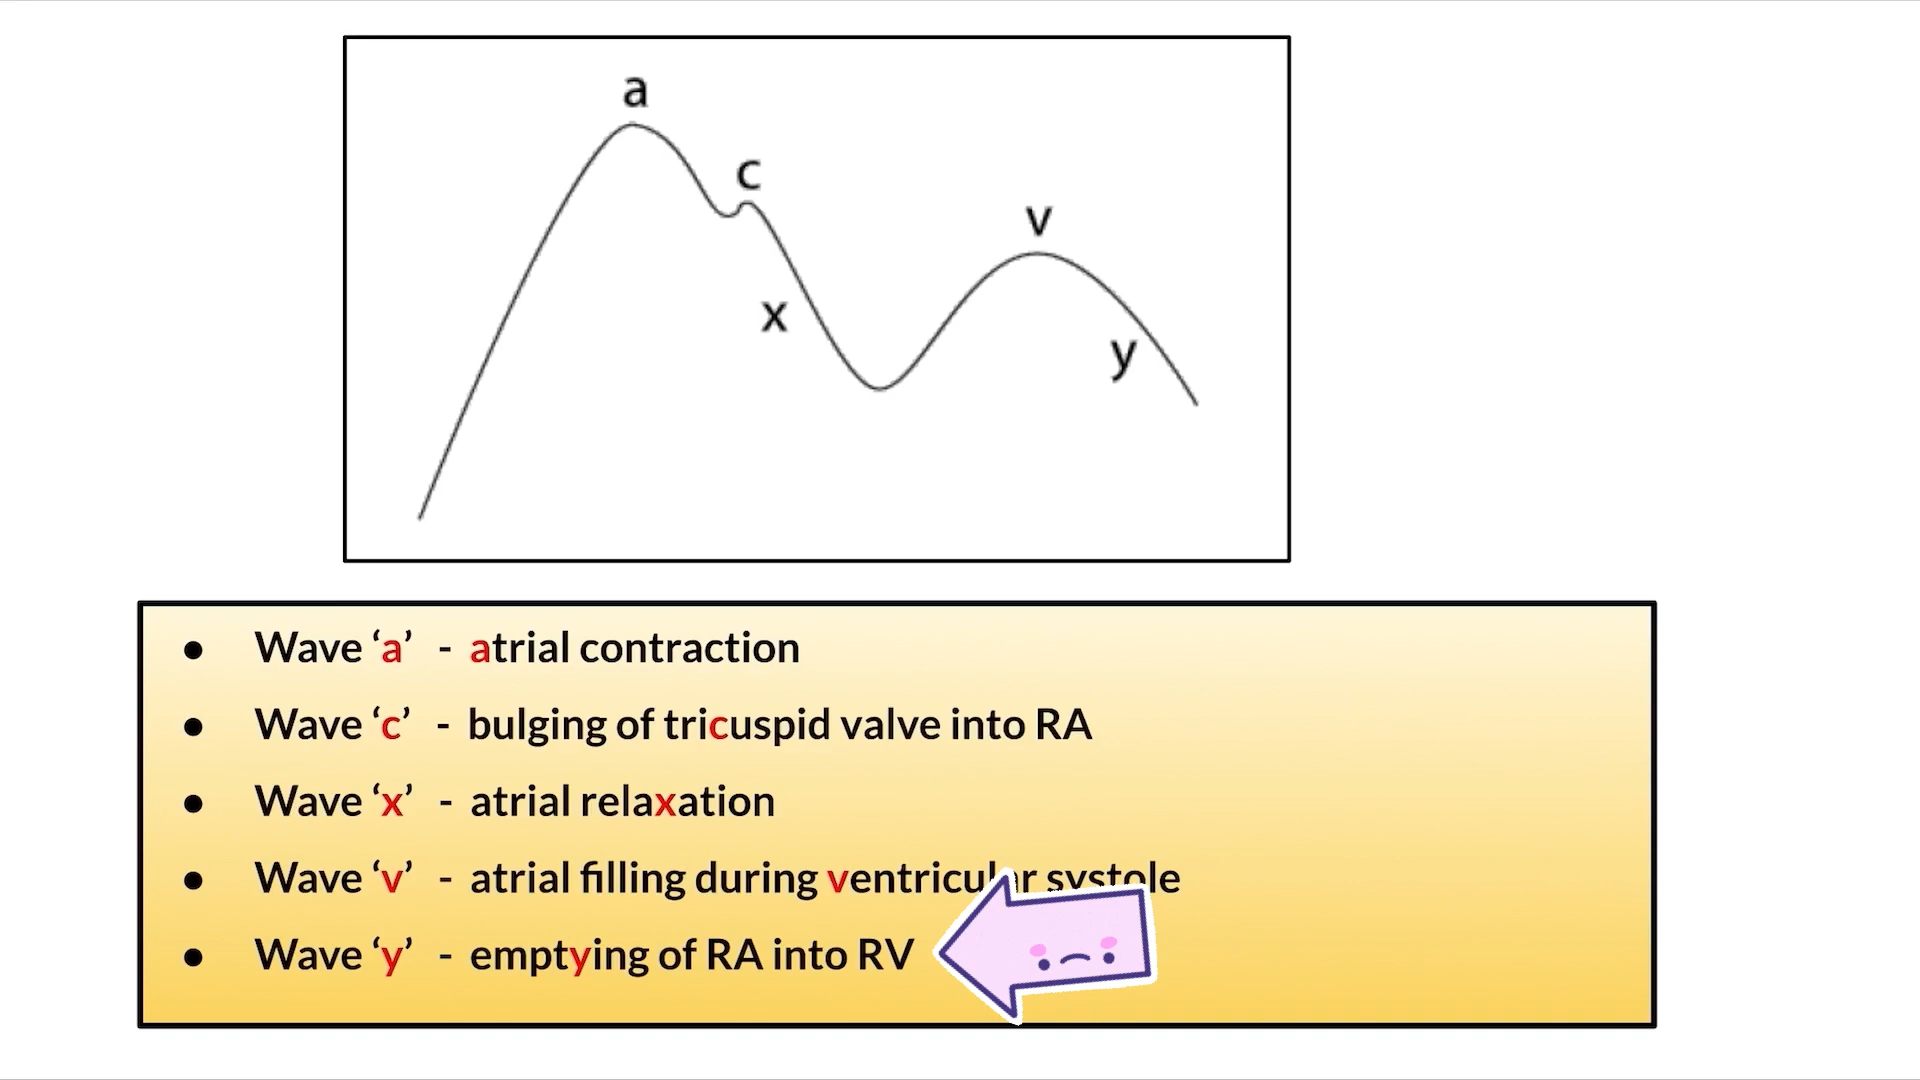 a
c
v
x
y
● Wave ‘a’ - atrial contraction
● Wave ‘c’ - bulging of tricuspid valve into RA
● Wave ‘x’ - atrial relaxation
● Wave ‘v’ - atrial filling during ventricular systole
● Wave ‘y’ - emptying of RA into RV